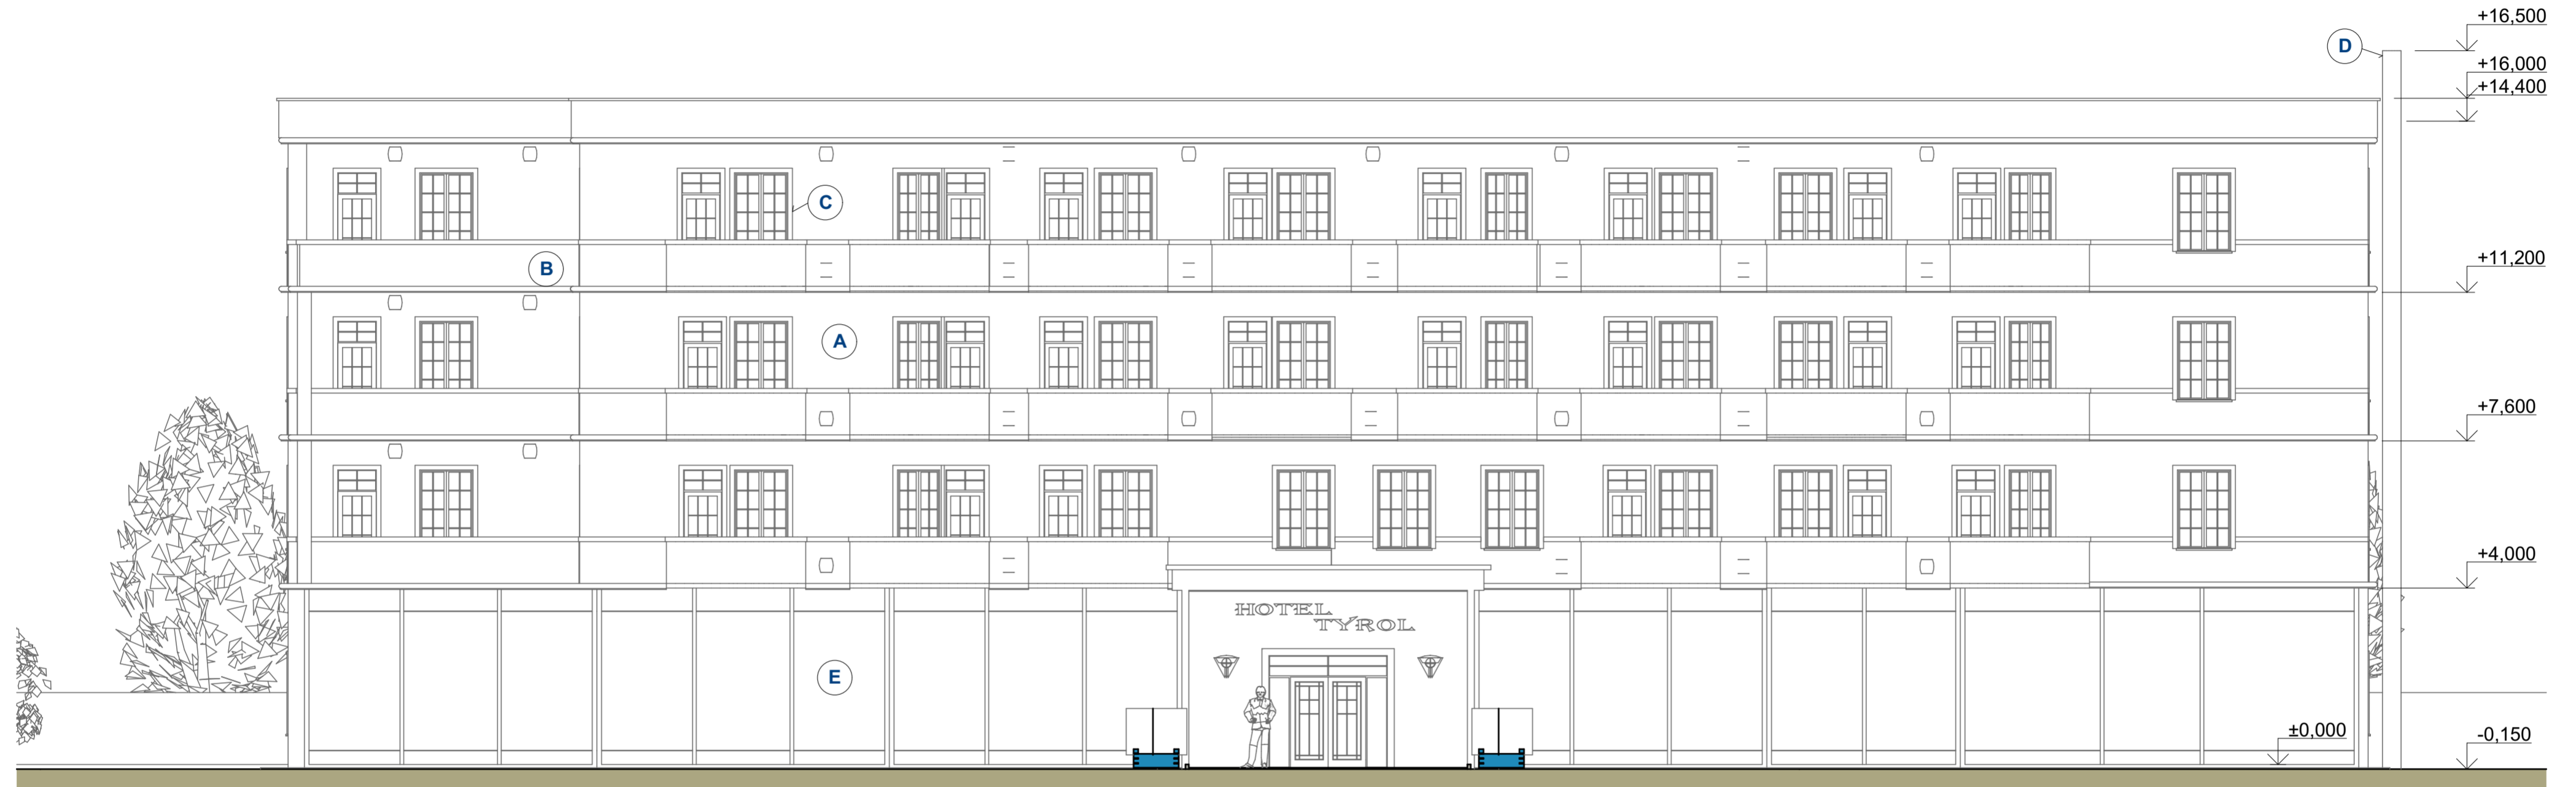 +16,500
D
+16,000
+14,400
C
B
+11,200
A
+7,600
+4,000
HOTEL
TYROL
E
±0,000
-0,150